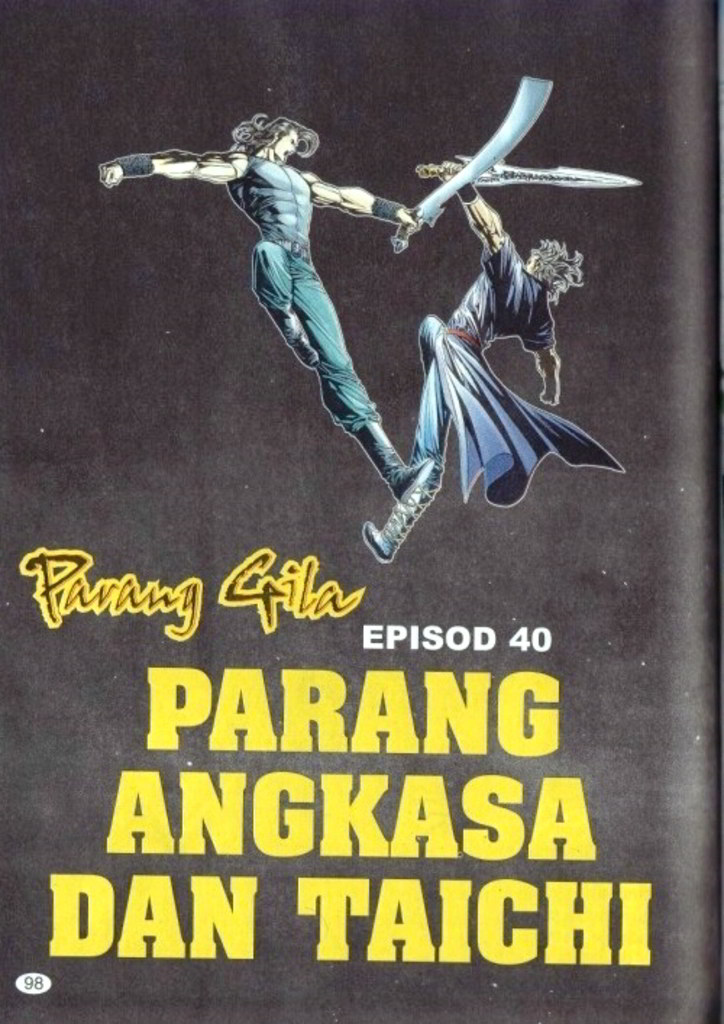 Parang Gila
EPISOD 40
PARANG
ANGKASA
DAN TAICHI
98